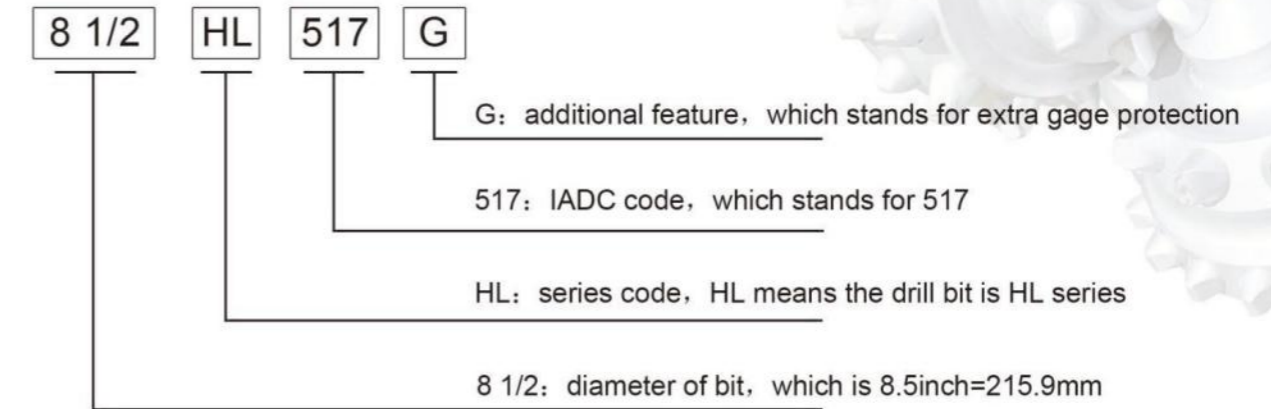 8 1/2 HL 517 G
G：additional feature，which stands for extra gage protection
517：IADC code，which stands for 517
HL：series code，HL means the drill bit is HL series
8 1/2：diameter of bit，which is 8.5inch=215.9mm